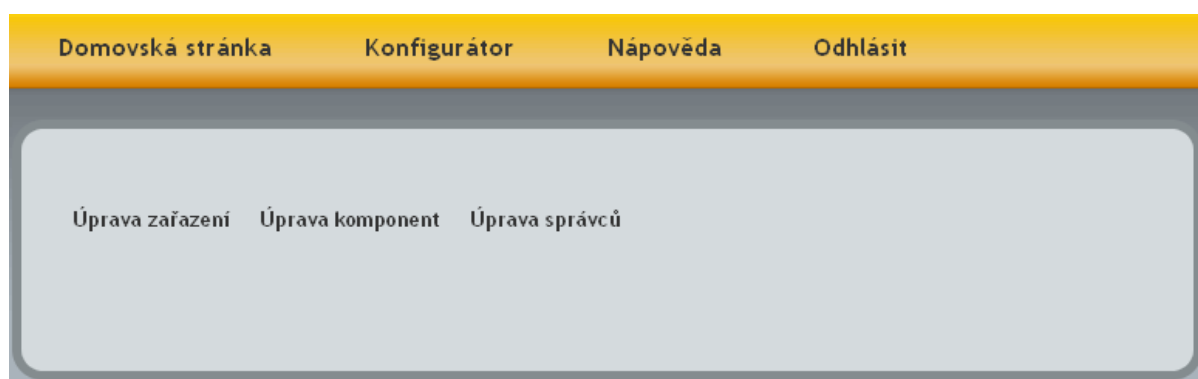 Domovská stránka Konfigurátor Nápověda Odhlásit
Úprava zařazení Úprava komponent Úprava správců